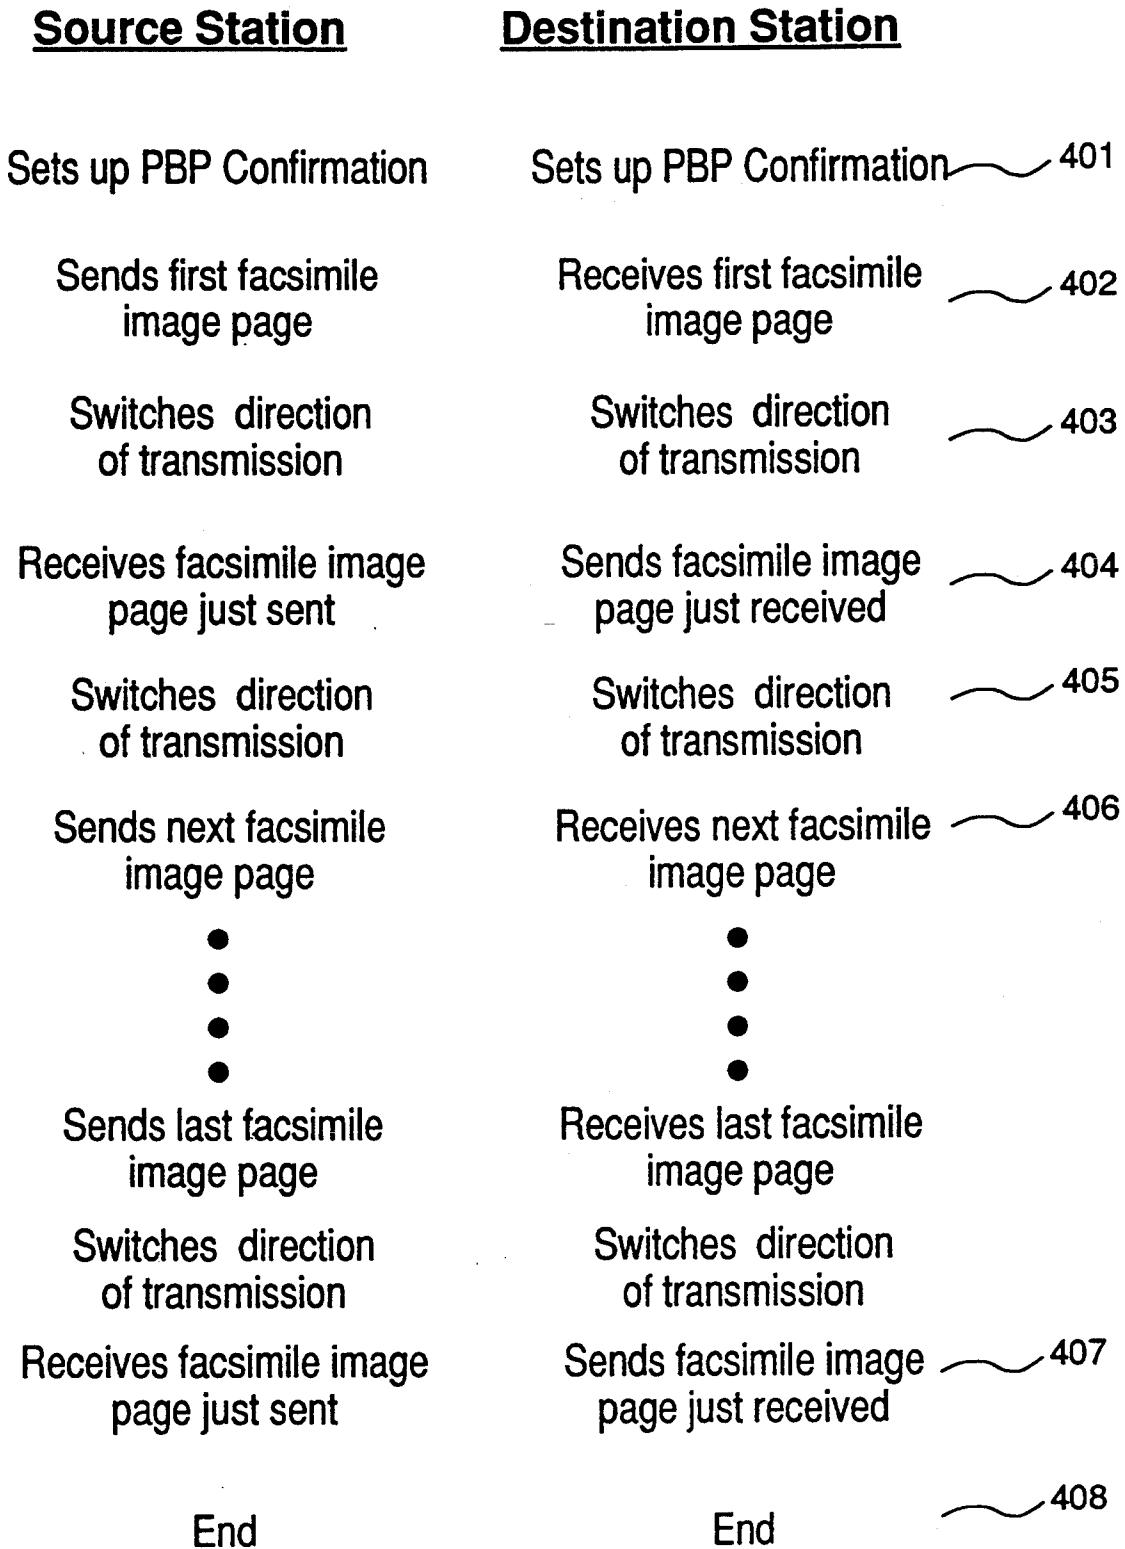 Source Station Destination Station
Sets up PBP Confirmation Sets up PBP Confirmation 401
Sends first facsimile Receives first facsimile 402
image page image page
Switches direction Switches direction 403
of transmission of transmission
Receives facsimile image Sends facsimile image 404
page just sent page just received
Switches direction Switches direction 405
of transmission of transmission
Sends next facsimile Receives next facsimile 406
image page image page
Sends last facsimile Receives last facsimile
image page image page
Switches direction Switches direction
of transmission of transmission
Receives facsimile image Sends facsimile image 407
page just sent page just received
End End 408